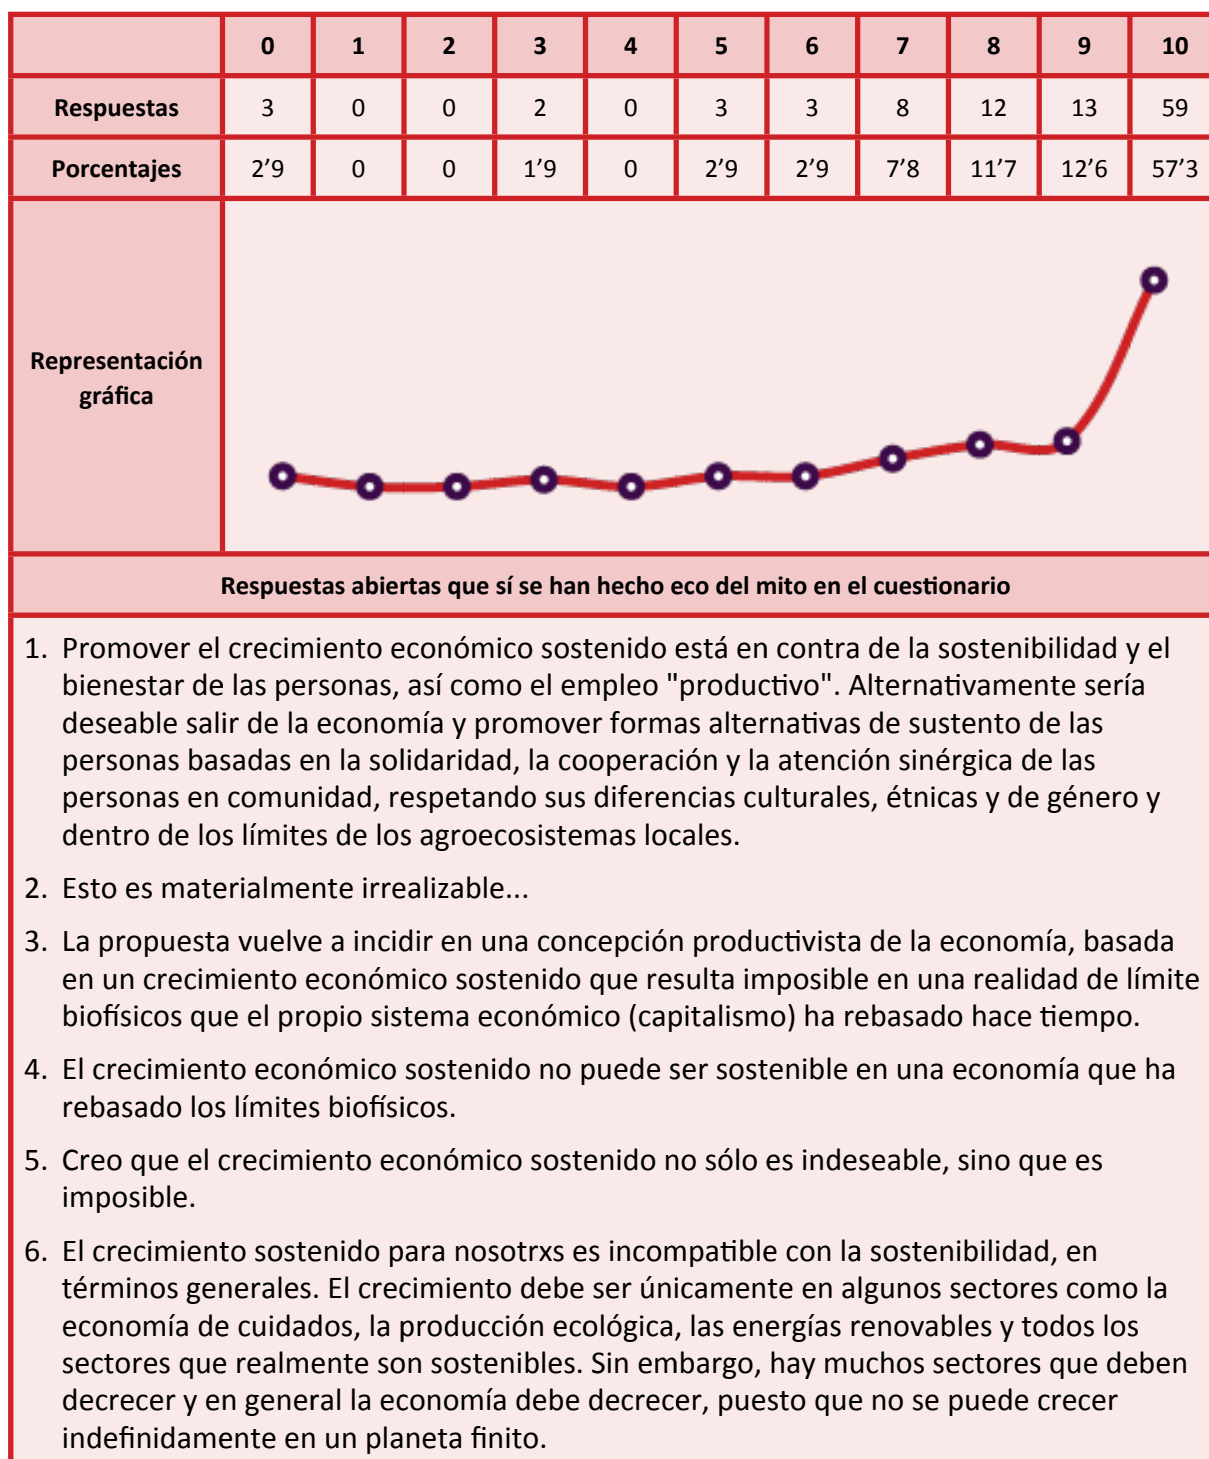 0 1 2 3 4 5 6 7 8 9 10
Respuestas 3 0 0 2 0 3 3 8 12 13 59
Porcentajes 2’9 0 0 1’9 0 2’9 2’9 7’8 11’7 12’6 57’3
Representación
gráfica
Respuestas abiertas que sí se han hecho eco del mito en el cuestionario
1. Promover el crecimiento económico sostenido está en contra de la sostenibilidad y el
bienestar de las personas, así como el empleo "productivo". Alternativamente sería
deseable salir de la economía y promover formas alternativas de sustento de las
personas basadas en la solidaridad, la cooperación y la atención sinérgica de las
personas en comunidad, respetando sus diferencias culturales, étnicas y de género y
dentro de los límites de los agroecosistemas locales.
2. Esto es materialmente irrealizable...
3. La propuesta vuelve a incidir en una concepción productivista de la economía, basada
en un crecimiento económico sostenido que resulta imposible en una realidad de límite
biofísicos que el propio sistema económico (capitalismo) ha rebasado hace tiempo.
4. El crecimiento económico sostenido no puede ser sostenible en una economía que ha
rebasado los límites biofísicos.
5. Creo que el crecimiento económico sostenido no sólo es indeseable, sino que es
imposible.
6. El crecimiento sostenido para nosotrxs es incompatible con la sostenibilidad, en
términos generales. El crecimiento debe ser únicamente en algunos sectores como la
economía de cuidados, la producción ecológica, las energías renovables y todos los
sectores que realmente son sostenibles. Sin embargo, hay muchos sectores que deben
decrecer y en general la economía debe decrecer, puesto que no se puede crecer
indefinidamente en un planeta finito.